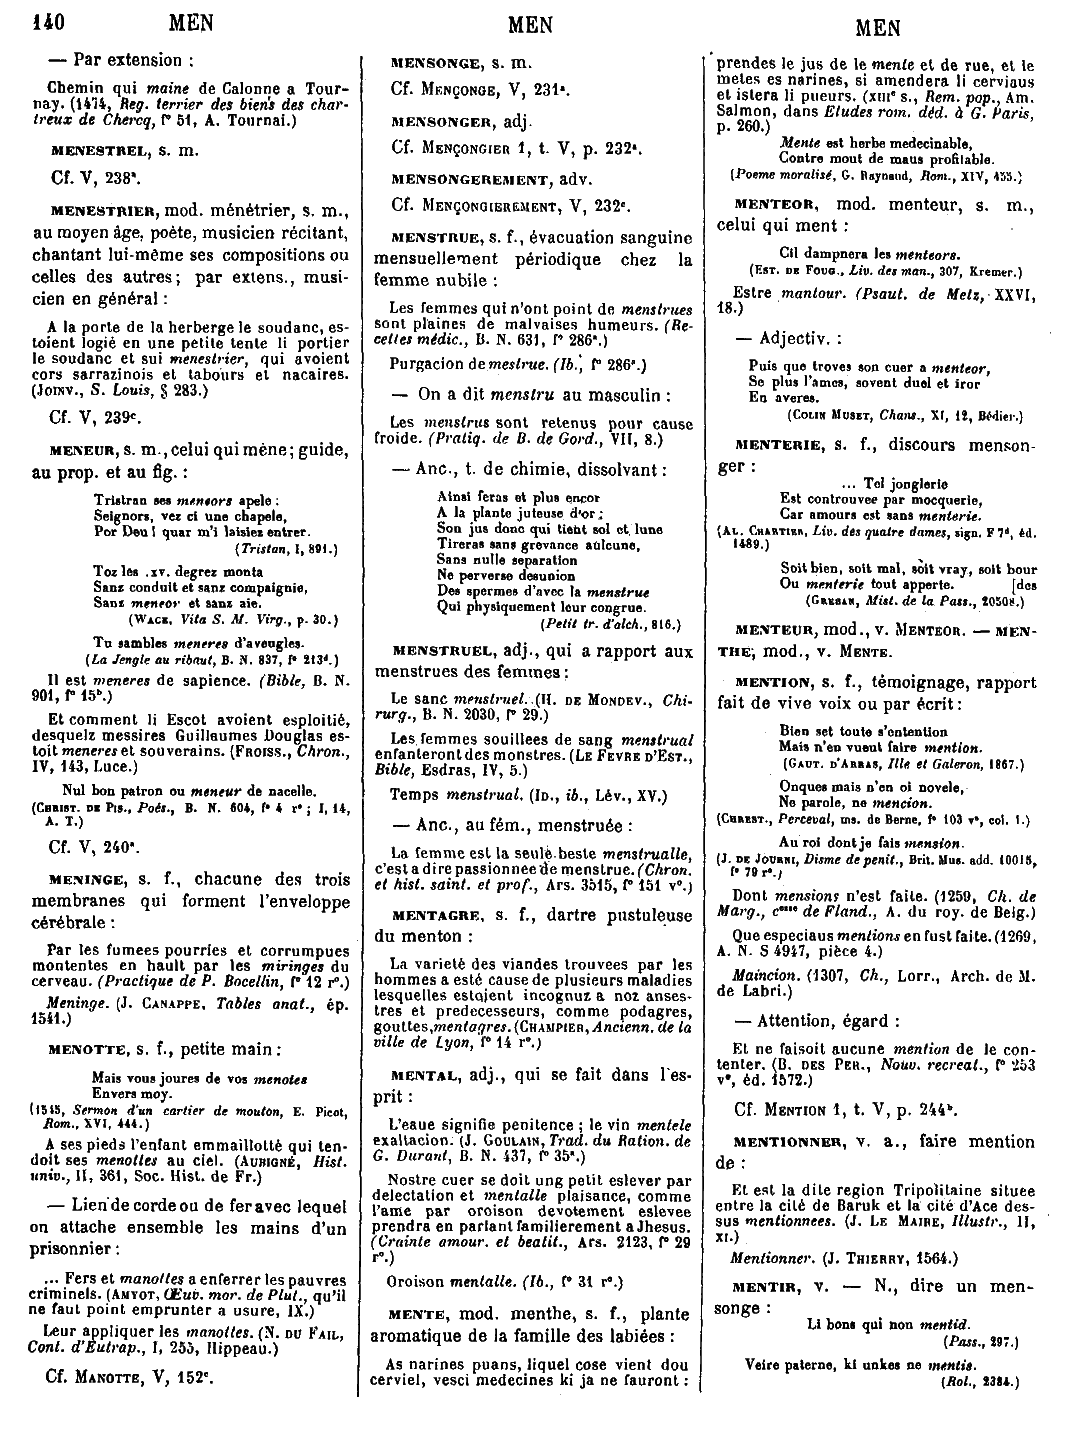 140
MEN
MEN
MEN
— Par extension :
Chemin qui maine de Calonne a Tour-
nay. (1474, Reg. terrier des biens des char-
treux de Chercq, f° 51, A. Tournai.)
MENESTREL, s. m.
Cf. V, 238ª.
MENESTRIER, mod. ménétrier, s. m.,
au moyen âge, poète, musicien récitant,
chantant lui-même ses compositions ou
celles des autres; par extens., musi-
cien en général :
A la porte de la herberge le soudanc, es-
toient logié en une petite tente li portier
le soudanc et sui menestrier, qui avoient
cors sarrazinois et tabours et nacaires.
(JOINV., S. Louis, § 283.)
Cf. V, 239ᶜ.
MENEUR, s. m., celui qui mène; guide,
au prop. et au fig. :
Tristran ses meneors apele :
Seignors, vez ci une chapele,
Por Deu ! quar m'i laisiez entrer.
(Tristan, I, 891.)
Toz les .xv. degrez monta
Sanz conduit et sanz compaignie,
Sanz meneor et sanz aie.
(WACE, Vita S. M. Virg., p. 30.)
Tu sambles meneres d'aveugles.
(La Jengle au ribaut, B. N. 837, f° 213ᵈ.)
Il est meneres de sapience. (Bible, B. N.
901, f° 15ᵇ.)
Et comment li Escot avoient esploitié,
desquelz messires Guillaumes Douglas es-
toit meneres et souverains. (FROISS., Chron.,
IV, 143, Luce.)
Nul bon patron ou meneur de nacelle.
(CHRIST. DE PIS., Poés., B. N. 604, f° 4 r° ; I, 14,
A. T.)
Cf. V, 240ª.
MENINGE, s. f., chacune des trois
membranes qui forment l'enveloppe
cérébrale :
Par les fumees pourries et corrumpues
montentes en hault par les miringes du
cerveau. (Practique de P. Bocellin, f° 12 r°.)
Meninge. (J. CANAPPE, Tables anat., ép.
1541.)
MENOTTE, s. f., petite main :
Mais vous joures de vos menotes
Envers moy.
(1515, Sermon d'un cartier de mouton, E. Picot,
Rom., XVI, 444.)
A ses pieds l'enfant emmaillotté qui ten-
doit ses menottes au ciel. (AUBIGNÉ, Hist.
univ., II, 361, Soc. Hist. de Fr.)
— Lien de corde ou de fer avec lequel
on attache ensemble les mains d'un
prisonnier :
... Fers et manottes a enferrer les pauvres
criminels. (AMYOT, Œuv. mor. de Plut., qu'il
ne faut point emprunter a usure, IX.)
Leur appliquer les manottes. (N. DU FAIL,
Cont. d'Eutrap., I, 255, Hippeau.)
Cf. MANOTTE, V, 152ᶜ.
MENSONGE, s. m.
Cf. MENÇONGE, V, 231ª.
MENSONGER, adj.
Cf. MENÇONGIER 1, t. V, p. 232ª.
MENSONGEREMENT, adv.
Cf. MENÇONGIEREMENT, V, 232ᶜ.
MENSTRUE, s. f., évacuation sanguine
mensuellement périodique chez la
femme nubile :
Les femmes qui n'ont point de menstrues
sont plaines de malvaises humeurs. (Re-
cettes médic., B. N. 631, f° 286ª.)
Purgacion de mestrue. (Ib., f° 286ª.)
— On a dit menstru au masculin :
Les menstrus sont retenus pour cause
froide. (Pratiq. de B. de Gord., VII, 8.)
— Anc., t. de chimie, dissolvant :
Ainsi feras et plus encor
A la plante juteuse d'or ;
Son jus donc qui tient sol et lune
Tireras sans grevance aulcune,
Sans nulle separation
Ne perverse desunion
Des spermes d'avec la menstrue
Qui physiquement leur congrue.
(Petit tr. d'alch., 816.)
MENSTRUEL, adj., qui a rapport aux
menstrues des femmes :
Le sanc menstruel. (H. DE MONDEV., Chi-
rurg., B. N. 2030, f° 29.)
Les femmes souillees de sang menstrual
enfanteront des monstres. (LE FEVRE D'EST.,
Bible, Esdras, IV, 5.)
Temps menstrual. (ID., ib., Lév., XV.)
— Anc., au fém., menstruée :
La femme est la seule beste menstrualle,
c'est a dire passionnee de menstrue. (Chron.
et hist. saint. et prof., Ars. 3515, f° 151 v°.)
MENTAGRE, s. f., dartre pustuleuse
du menton :
La varieté des viandes trouvees par les
hommes a esté cause de plusieurs maladies
lesquelles estoient incognuz a noz anses-
tres et predecesseurs, comme podagres,
gouttes, mentagres. (CHAMPIER, Ancienn. de la
ville de Lyon, f° 14 r°.)
MENTAL, adj., qui se fait dans l'es-
prit :
L'eaue signifie penitence ; le vin mentele
exaltacion. (J. GOULAIN, Trad. du Ration. de
G. Durant, B. N. 437, f° 35ª.)
Nostre cuer se doit ung petit eslever par
delectation et mentalle plaisance, comme
l'ame par oroison devotement eslevee
prendra en parlant familierement a Jhesus.
(Crainte amour. et beatit., Ars. 2123, f° 29
r°.)
Oroison mentalle. (Ib., f° 31 r°.)
MENTE, mod. menthe, s. f., plante
aromatique de la famille des labiées :
As narines puans, liquel cose vient dou
cerviel, vesci medecines ki ja ne fauront :
prendes le jus de le mente et de rue, et le
metes es narines, si amendera li cerviaus
et istera li pueurs. (XIIIᵉ s., Rem. pop., Am.
Salmon, dans Etudes rom. déd. à G. Paris,
p. 260.)
Mente est herbe medecinable,
Contre mout de maus profilable.
(Poeme moralisé, G. Raynaud, Rom., XIV, 455.)
MENTEOR, mod. menteur, s. m.,
celui qui ment :
Cil dampnera les menteors.
(EST. DE FOUG., Liv. des man., 307, Kremer.)
Estre mantour. (Psaut. de Metz, XXVI,
18.)
— Adjectiv. :
Puis que troves son cuer a menteor,
Se plus l'ames, sovent duel et iror
En averes.
(COLIN MUSET, Chans., XI, 12, Bédier.)
MENTERIE, s. f., discours menson-
ger :
... Tel jonglerie
Est controuvee par mocquerie,
Car amours est sans menterie.
(AL. CHARTIER, Liv. des quatre dames, sign. F 7ᵈ, éd.
1489.)
Soit bien, soit mal, soit vray, soit bour
Ou menterie tout apperte. [des
(GREBAN, Mist. de la Pass., 20508.)
MENTEUR, mod., v. MENTEOR. — MEN-
THE, mod., v. MENTE.
MENTION, s. f., témoignage, rapport
fait de vive voix ou par écrit :
Bien set toute s'entention
Mais n'en vueut faire mention.
(GAUT. D'ARRAS, Ille et Galeron, 1867.)
Onques mais n'en oi novele,
Ne parole, ne mencion.
(CHREST., Perceval, ms. de Berne, f° 103 v°, col. 1.)
Au roi dont je fais mension.
(J. DE JOURNI, Disme de penit., Brit. Mus. add. 10015,
f° 79 r°.)
Dont mensions n'est faite. (1259, Ch. de
Marg., cᵗᵉˢˢᵉ de Fland., A. du roy. de Belg.)
Que especiaus mentions en fust faite. (1269,
A. N. S 4947, pièce 4.)
Maincion. (1307, Ch., Lorr., Arch. de M.
de Labri.)
— Attention, égard :
Et ne faisoit aucune mention de le con-
tenter. (B. DES PER., Nouv. recreat., f° 253
v°, éd. 1572.)
Cf. MENTION 1, t. V, p. 244ᵇ.
MENTIONNER, v. a., faire mention
de :
Et est la dite region Tripolitaine situee
entre la cité de Baruk et la cité d'Ace des-
sus mentionnees. (J. LE MAIRE, Illustr., II,
XI.)
Mentionner. (J. THIERRY, 1564.)
MENTIR, v. — N., dire un men-
songe :
Li bons qui non mentid.
(Pass., 297.)
Veire paterne, ki unkes ne mentis.
(Rol., 2384.)